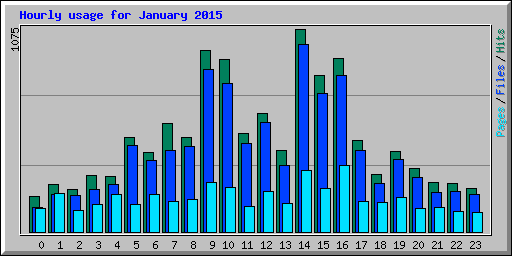 Hourly usage for January 2015
1075
Pages/Files/Hits
0 1 2 3 4 5 6 7 8 9 10 11 12 13 14 15 16 17 18 19 20 21 22 23